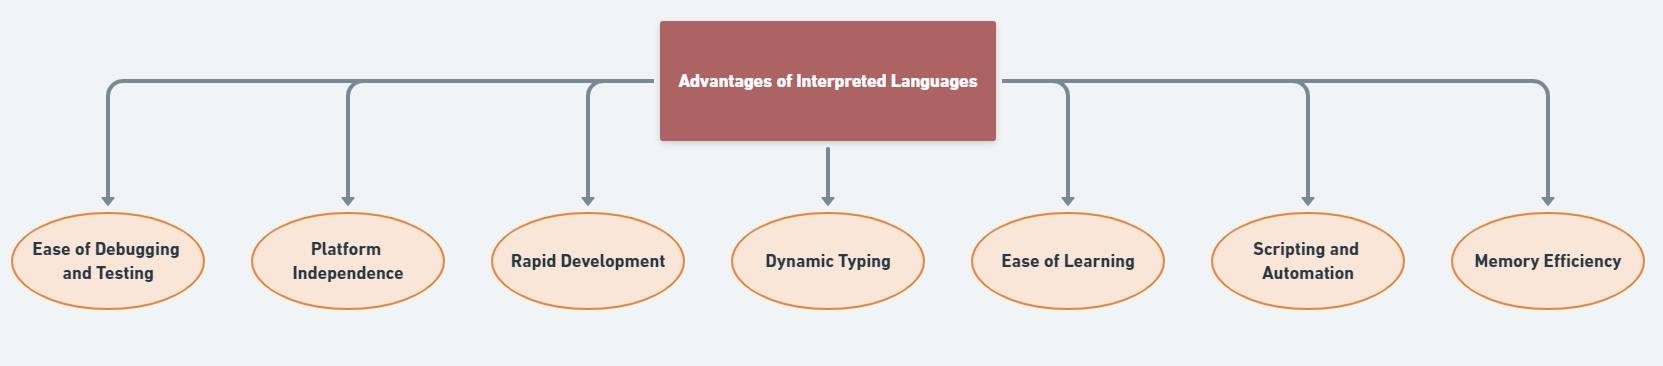 Advantages of Interpreted Languages
Ease of Debugging
and Testing
Platform
Independence
Rapid Development
Dynamic Typing
Ease of Learning
Scripting and
Automation
Memory Efficiency